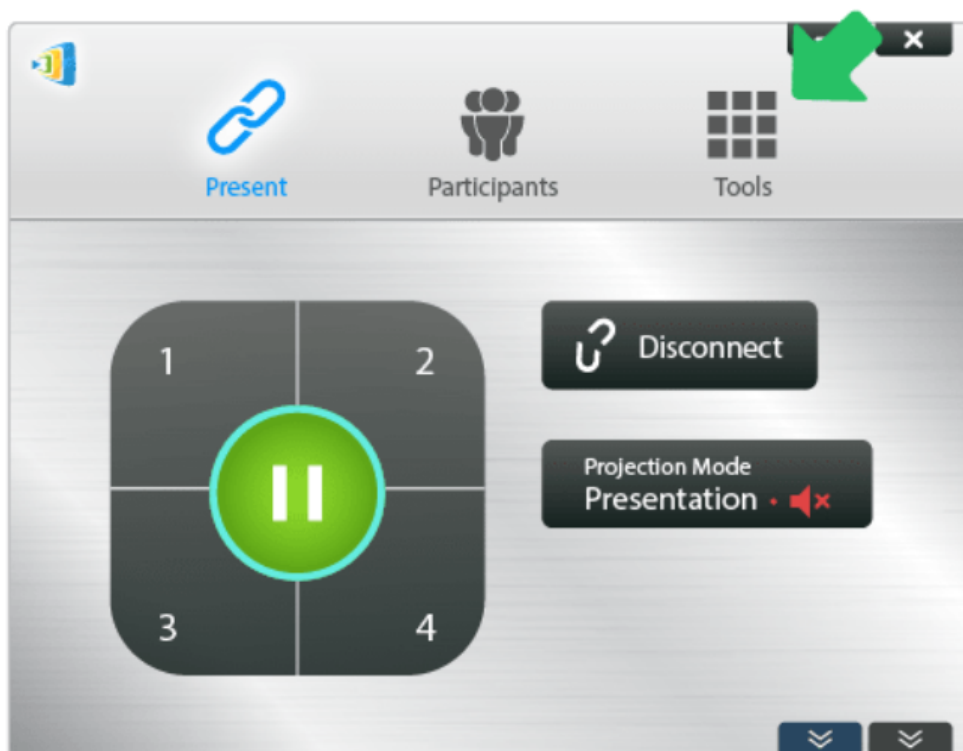 Present
Participants
Tools
1
2
3
4
Disconnect
Projection Mode
Presentation